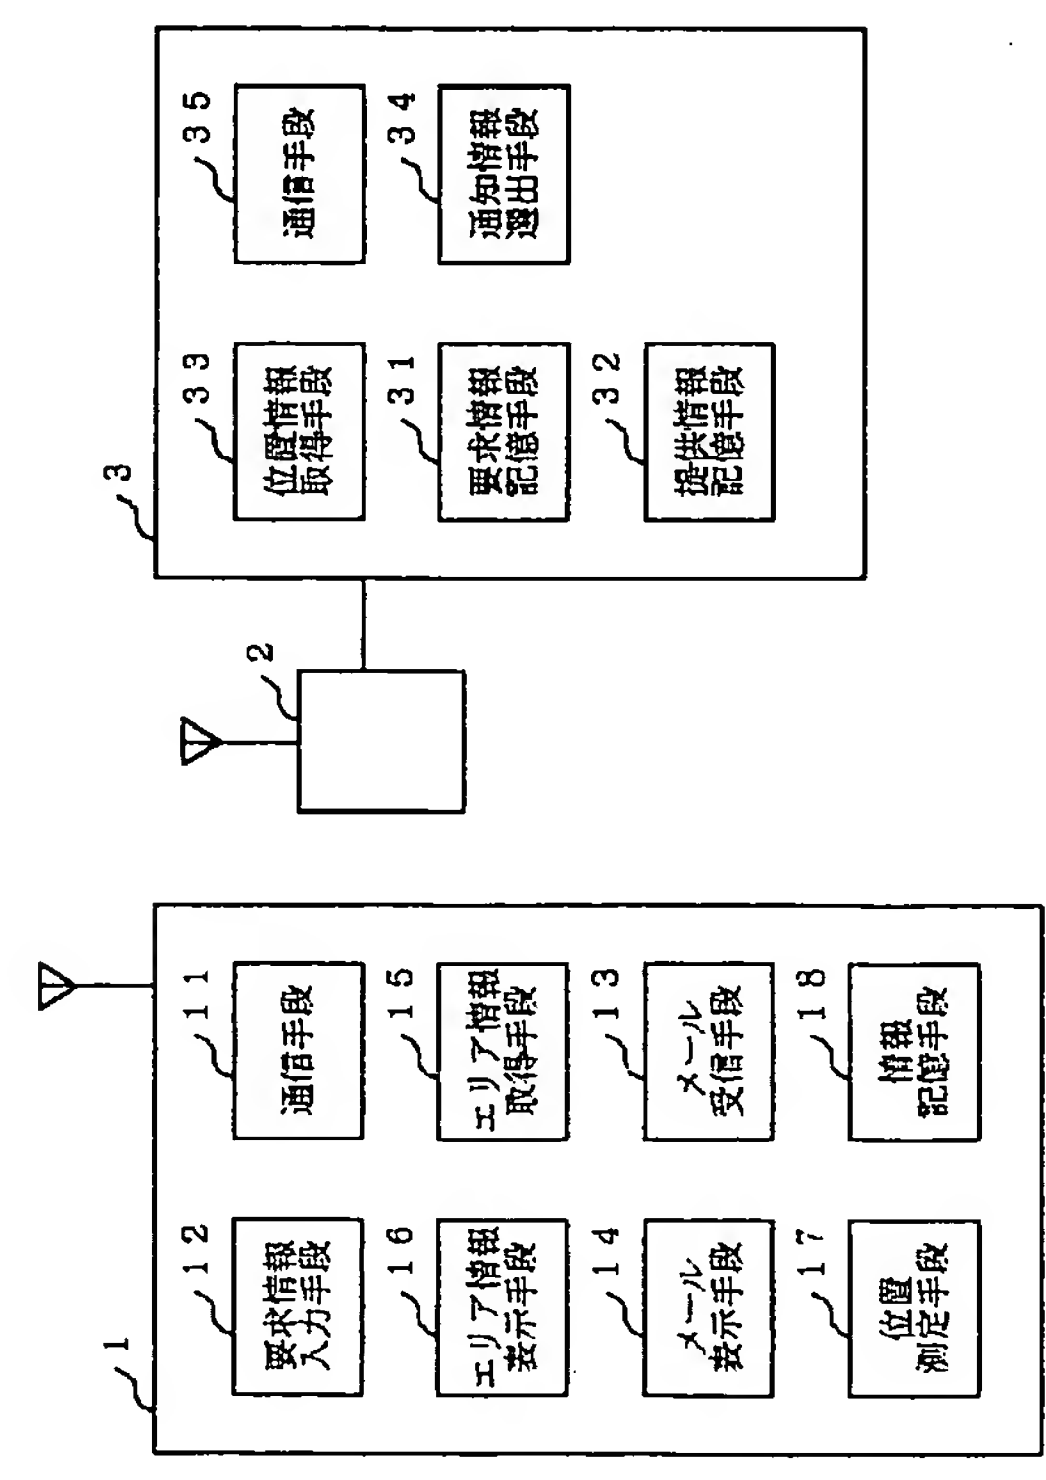 1
12
要求情報
入力手段
11
通信手段
16
エリア情報
表示手段
15
エリア情報
取得手段
14
メール
表示手段
13
メール
受信手段
17
位置
測定手段
18
情報
記憶手段
2
3
33
位置情報
取得手段
35
通信手段
31
要求情報
記憶手段
34
通知情報
選出手段
32
提供情報
記憶手段